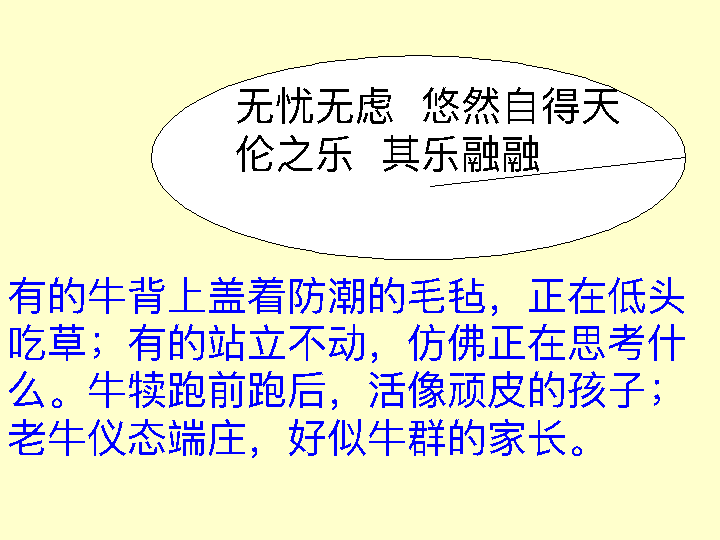 无忧无虑 悠然自得天
伦之乐 其乐融融
有的牛背上盖着防潮的毛毡，正在低头
吃草；有的站立不动，仿佛正在思考什
么。牛犊跑前跑后，活像顽皮的孩子；
老牛仪态端庄，好似牛群的家长。